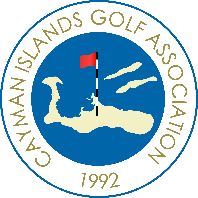 CAYMAN ISLANDS GOLF ASSOCIATION
1992